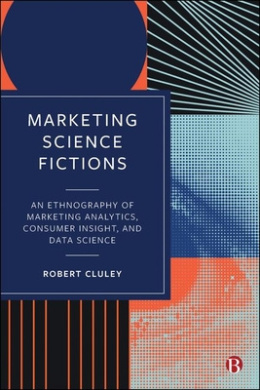 MARKETING
SCIENCE
FICTIONS
AN ETHNOGRAPHY OF
MARKETING ANALYTICS,
CONSUMER INSIGHT, AND
DATA SCIENCE
ROBERT CLULEY
B